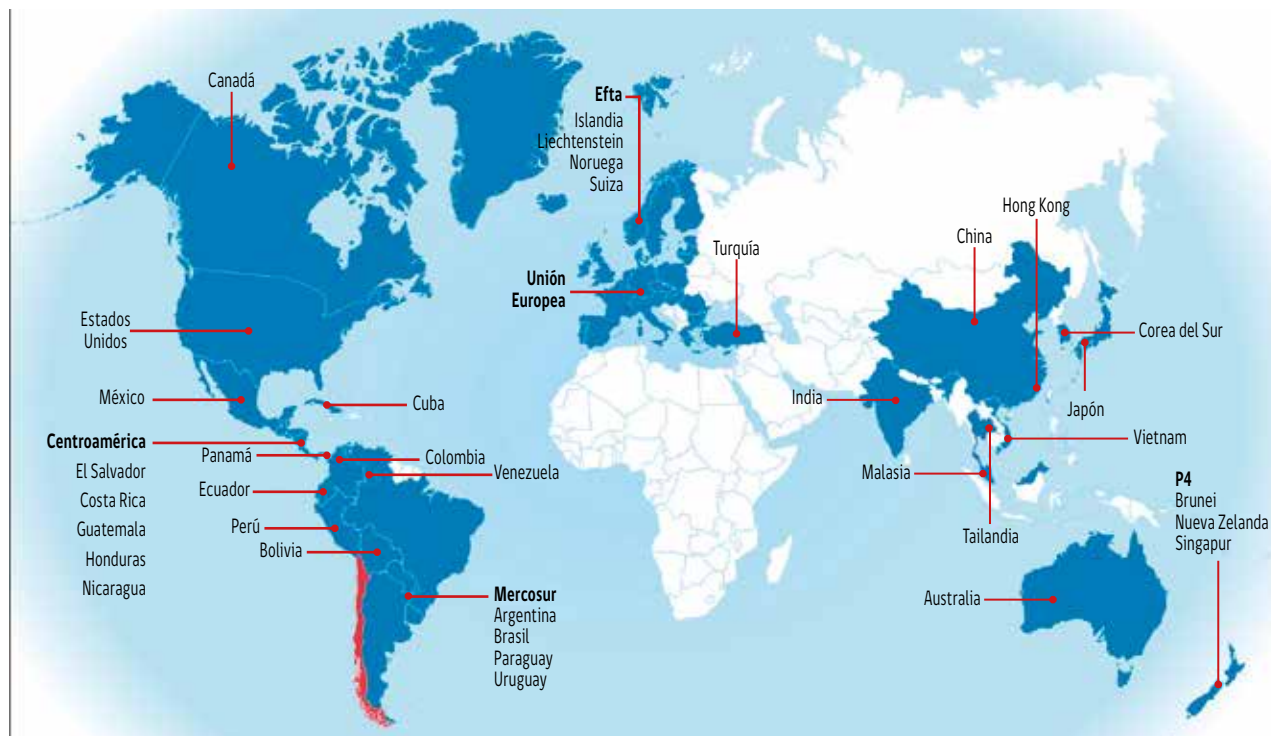 Canadá
Efta
Islandia
Liechtenstein
Noruega
Suiza
Hong Kong
China
Turquía
Unión
Europea
Estados
Unidos
Corea del Sur
México
Cuba
India
Japón
Centroamérica
El Salvador
Costa Rica
Guatemala
Honduras
Nicaragua
Panamá
Colombia
Venezuela
Vietnam
Malasia
Ecuador
P4
Brunei
Nueva Zelanda
Singapur
Perú
Tailandia
Bolivia
Mercosur
Argentina
Brasil
Paraguay
Uruguay
Australia